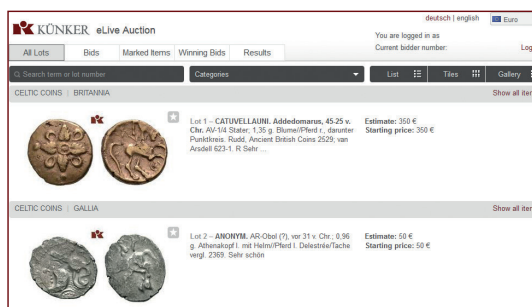 deutsch | english Euro
KÜNKER eLive Auction
You are logged in as
Current bidder number: Log
All Lots Bids Marked Items Winning Bids Results
Search term or lot number Categories List Tiles Gallery
CELTIC COINS | BRITANNIA Show all iter
Lot 1 – CATUVELLAUNI. Addedomarus, 45-25 v.
Chr. AV-1/4 Stater; 1,35 g. Blume//Pferd r., darunter
Punktkreis. Rudd, Ancient British Coins 2529; van
Arsdell 623-1. R Sehr ...
Estimate: 350 €
Starting price: 350 €
CELTIC COINS | GALLIA Show all iter
Lot 2 – ANONYM. AR-Obol (?), vor 31 v. Chr.; 0,96
g. Athenakopf l. mit Helm//Pferd l. Delestrée/Tache
vergl. 2369. Sehr schön
Estimate: 50 €
Starting price: 50 €